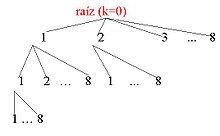 raíz (k=0)
1 2 3 ... 8
1 2 ... 8 1 ... 8
1 ... 8